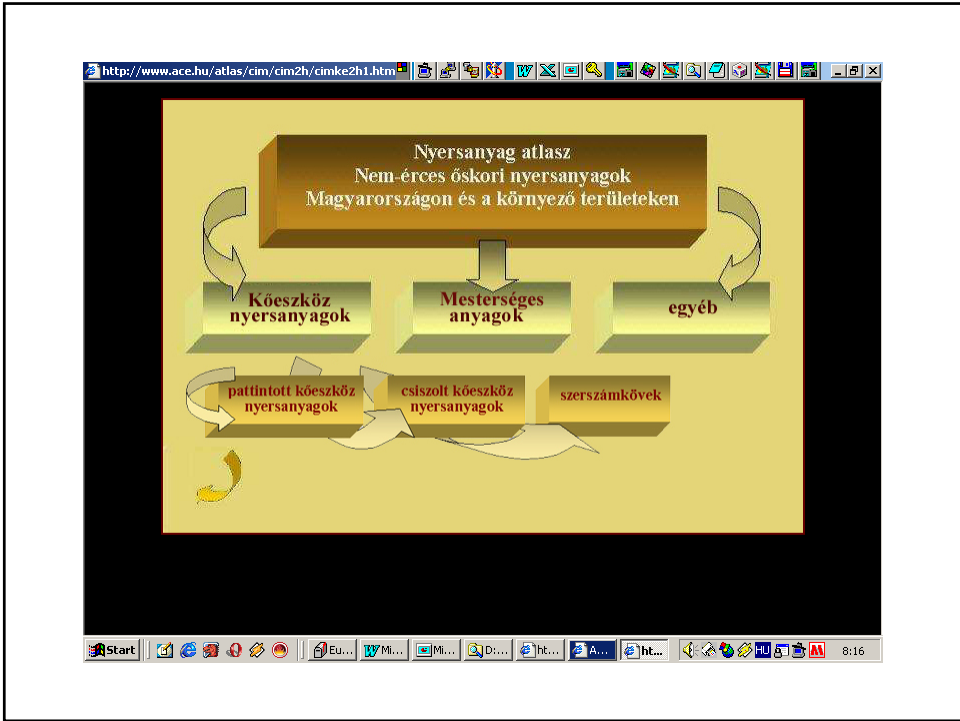 http://www.ace.hu/atlas/cim/cim2h/cimke2h1.htm
Nyersanyag atlasz
Nem-érces őskori nyersanyagok
Magyarországon és a környező területeken
Kőeszköz
nyersanyagok
Mesterséges
anyagok
egyéb
pattintott kőeszköz
nyersanyagok
csiszolt kőeszköz
nyersanyagok
szerszámkövek
Start
Eu...
Mi...
Mi...
D:...
ht...
A...
ht...
HU
8:16